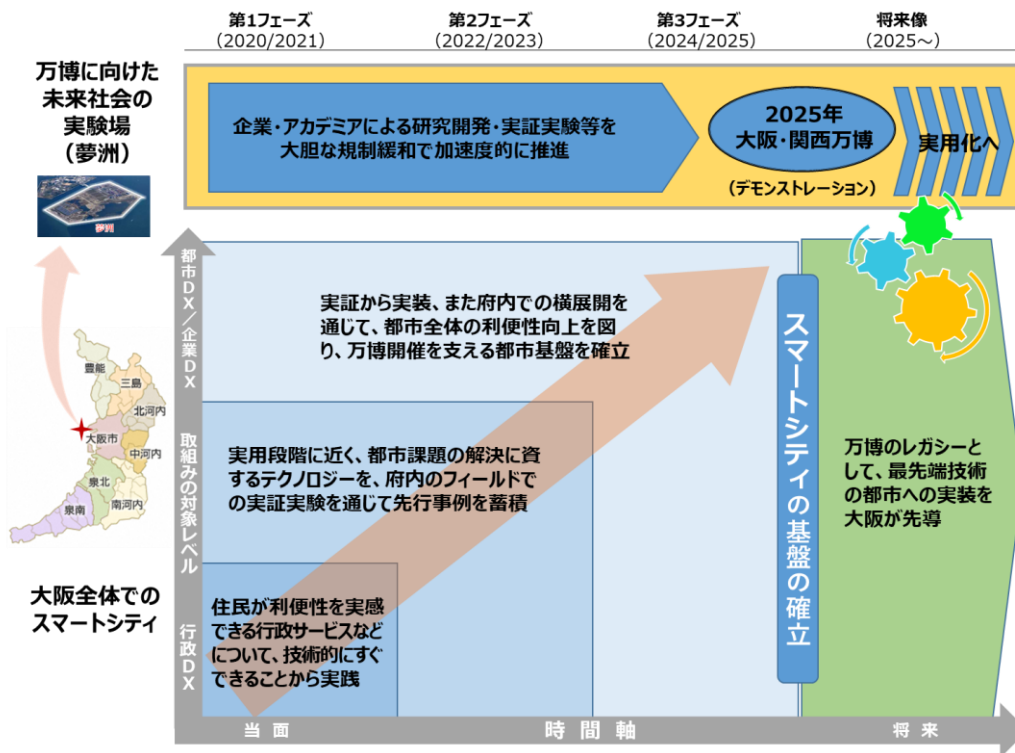 第1フェーズ
(2020/2021)
第2フェーズ
(2022/2023)
第3フェーズ
(2024/2025)
将来像
(2025~)
万博に向けた
未来社会の
実験場
(夢洲)
夢洲
企業・アカデミアによる研究開発・実証実験等を
大胆な規制緩和で加速度的に推進
2025年
大阪・関西万博
(デモンストレーション)
実用化へ
都市DX/企業DX
取組みの対象レベル
行政DX
実証から実装、また府内での横展開を
通じて、都市全体の利便性向上を図
り、万博開催を支える都市基盤を確立
実用段階に近く、都市課題の解決に資
するテクノロジーを、府内のフィールドで
の実証実験を通じて先行事例を蓄積
住民が利便性を実感
できる行政サービスなど
について、技術的にすぐ
できることから実践
スマートシティの基盤の確立
万博のレガシーと
して、最先端技術
の都市への実装を
大阪が先導
豊能
三島
北河内
大阪市
中河内
泉北
南河内
泉南
大阪全体での
スマートシティ
当面
時間軸
将来